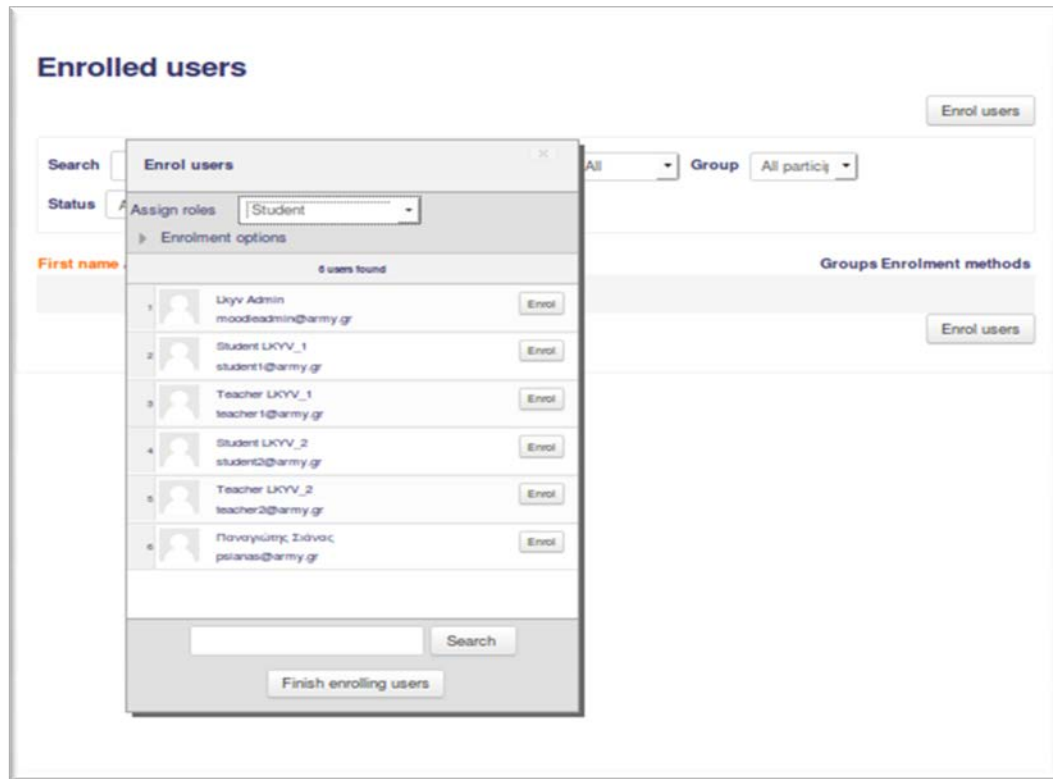 Enrolled users
Enrol users
Search
All
Group
All particip
Status
A
Enrol users
Assign roles
Student
Enrolment options
First name
Groups Enrolment methods
6 users found
1
Lkyv Admin
moodleadmin@army.gr
Enrol
2
Student LKYV_1
student1@army.gr
Enrol
Enrol users
3
Teacher LKYV_1
teacher1@army.gr
Enrol
4
Student LKYV_2
student2@army.gr
Enrol
5
Teacher LKYV_2
teacher2@army.gr
Enrol
6
Παναγιώτης Σιάνας
psianas@army.gr
Enrol
Search
Finish enrolling users